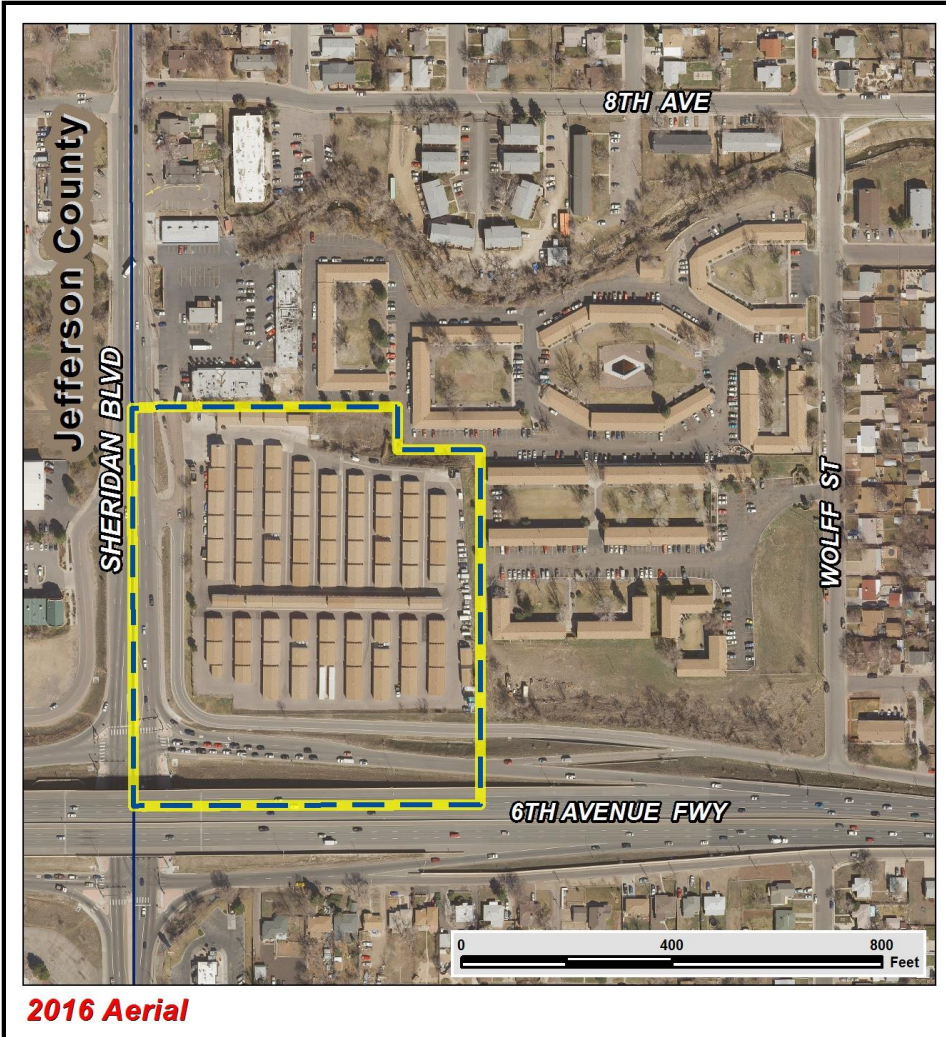 8TH AVE
Jefferson County
SHERIDAN BLVD
WOLFF ST
6TH AVENUE FWY
0 400 800
Feet
2016 Aerial